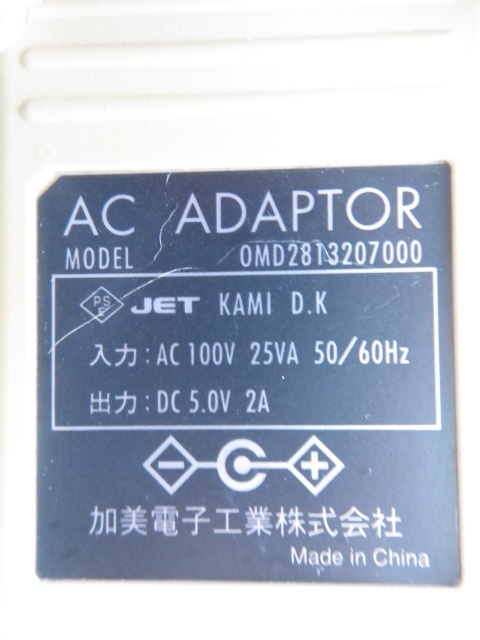 AC ADAPTOR
MODEL OMD2813207000
PSE JET KAMI D.K
入力:AC 100V 25VA 50/60Hz
出力:DC 5.0V 2A
加美電子工業株式会社
Made in China